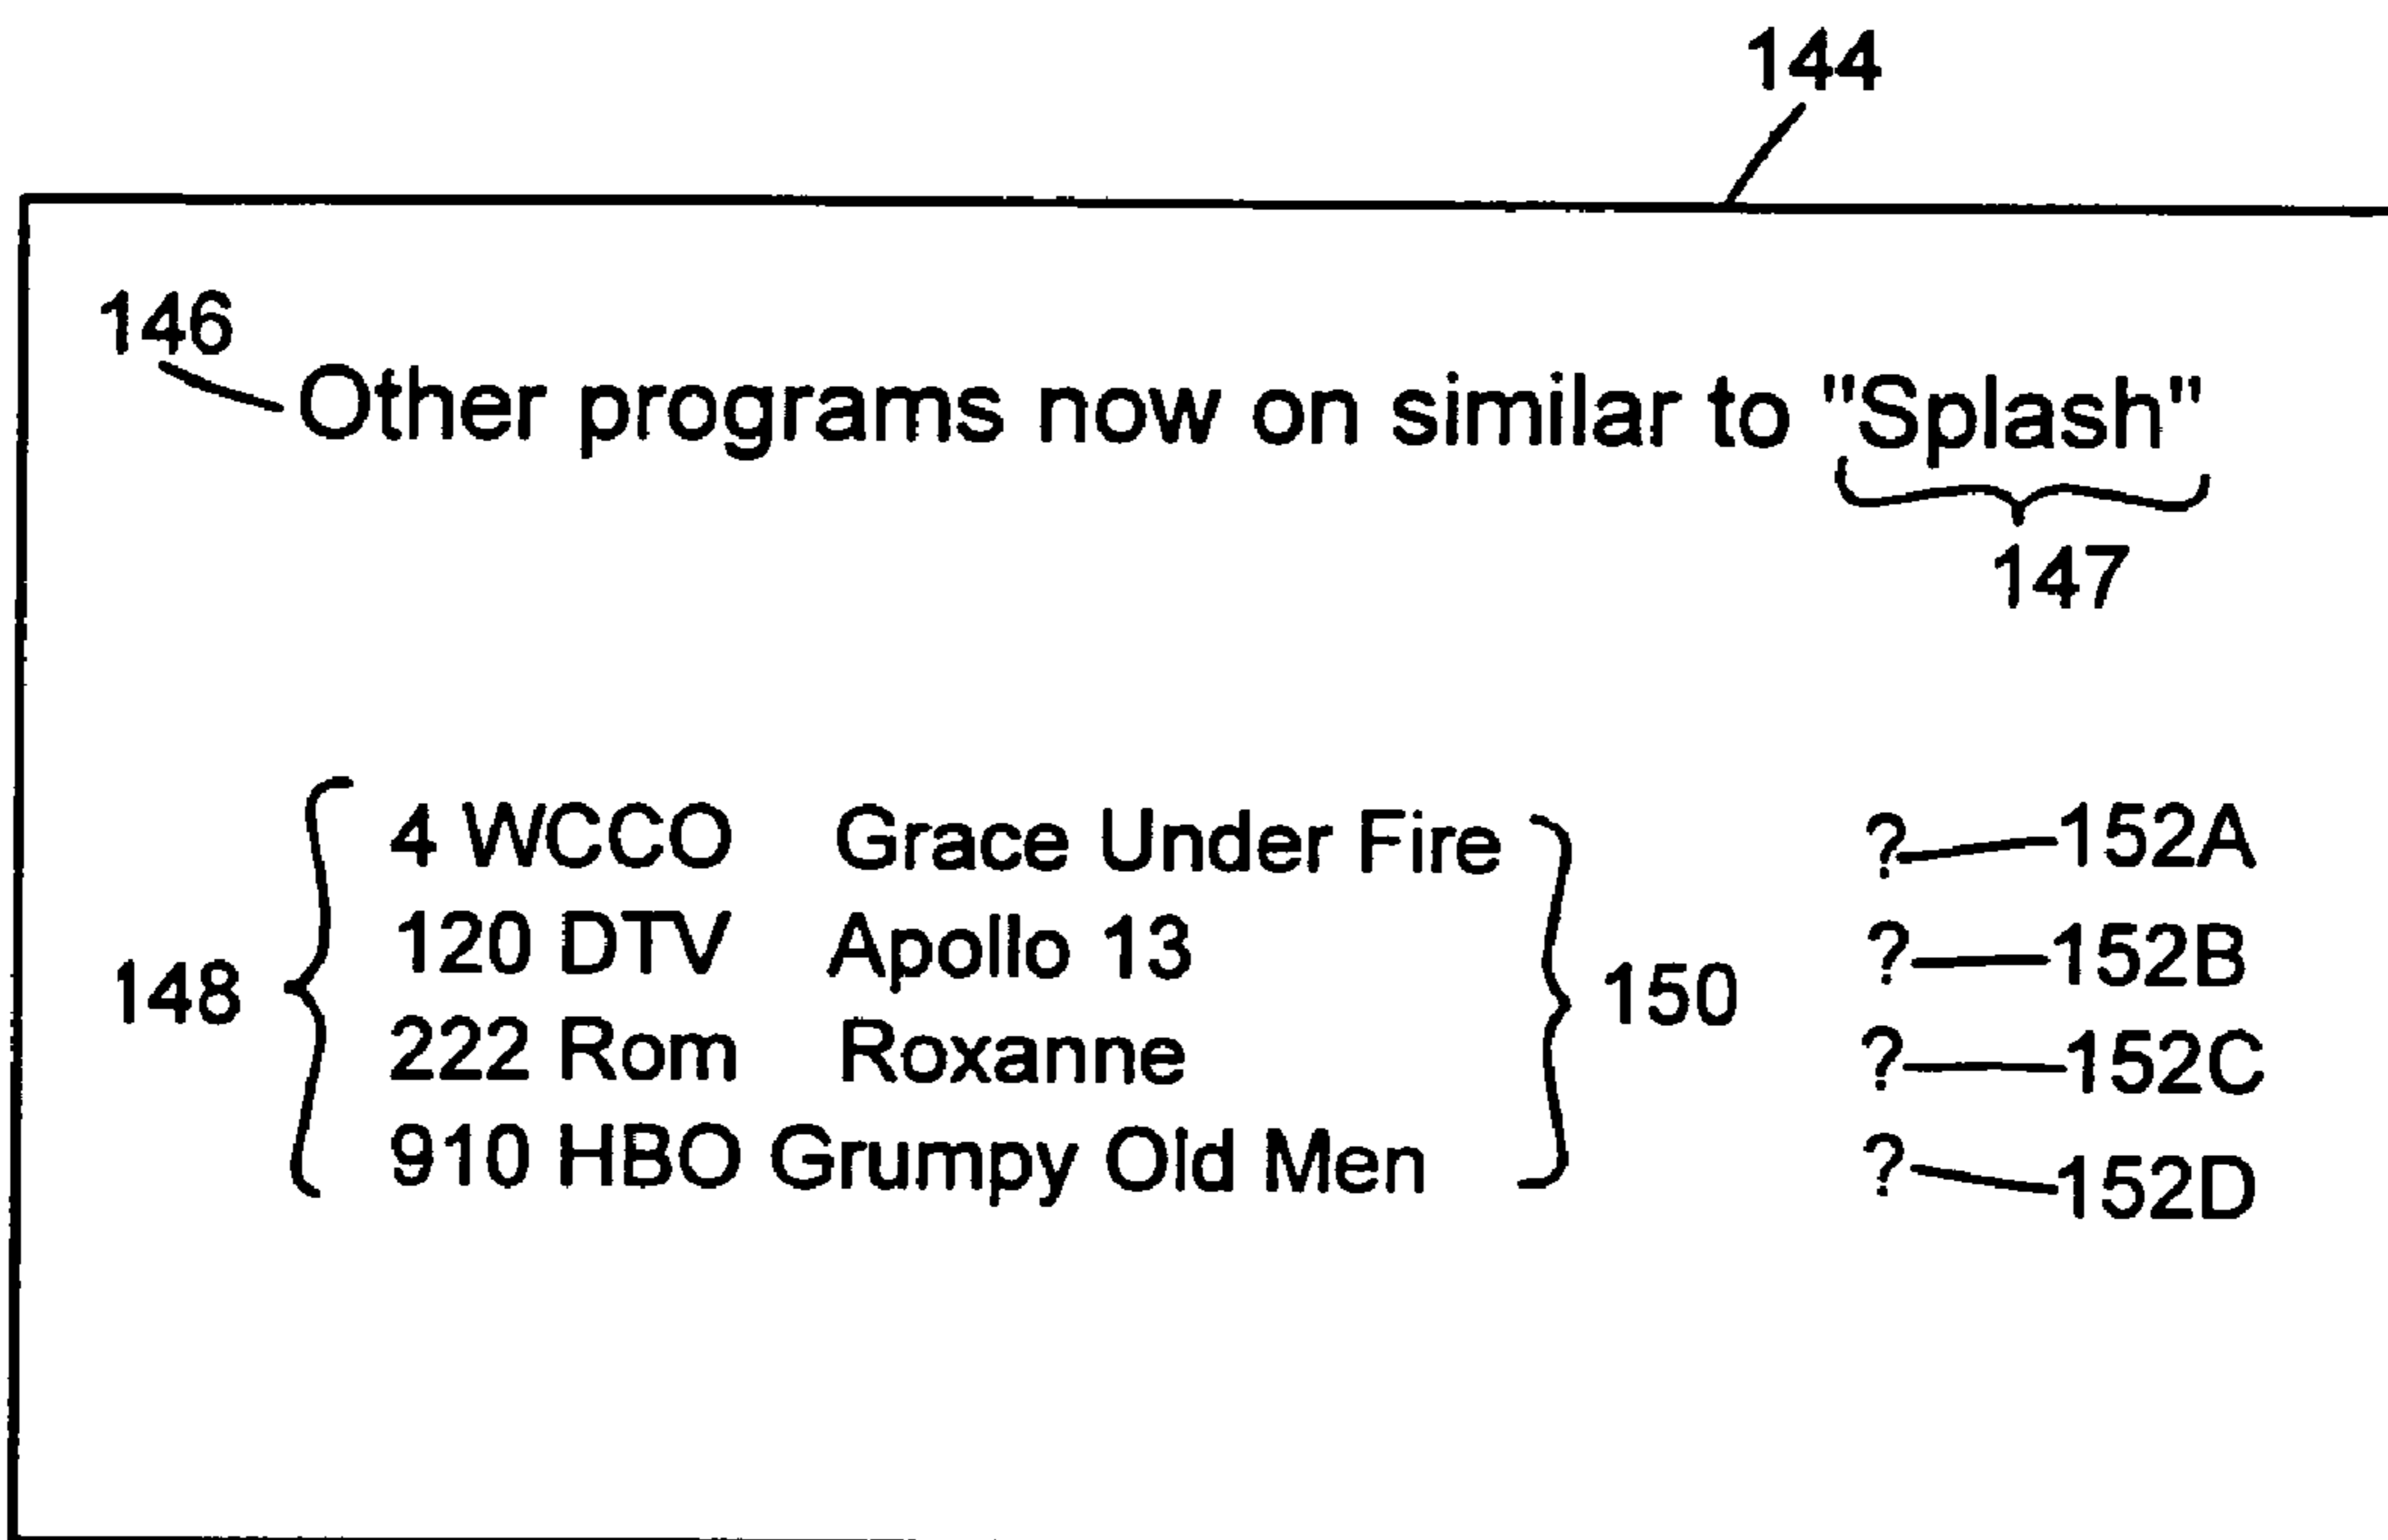 144
146
Other programs now on similar to "Splash"
147
4 WCCO Grace Under Fire ? 152A
120 DTV Apollo 13 ? 152B
148 150
222 Rom Roxanne ? 152C
910 HBO Grumpy Old Men ? 152D